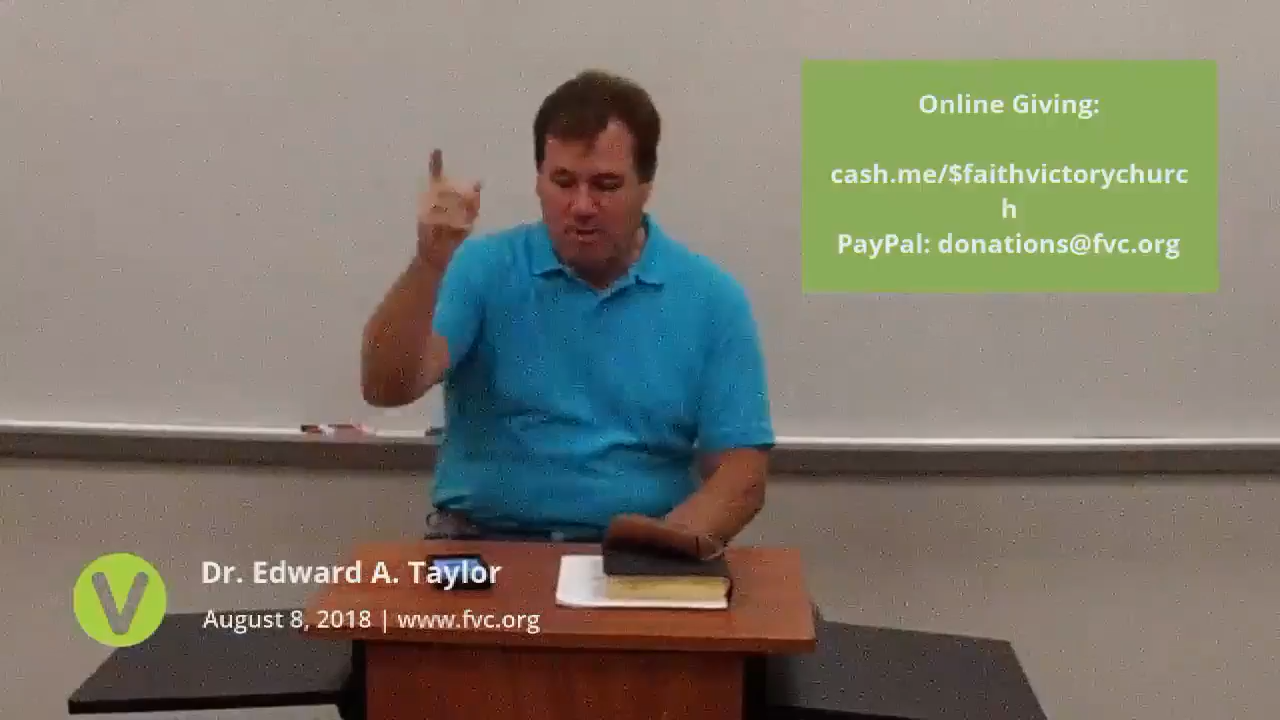 Online Giving:
cash.me/$faithvictorychurc
h
PayPal: donations@fvc.org
V
Dr. Edward A. Taylor
August 8, 2018 | www.fvc.org